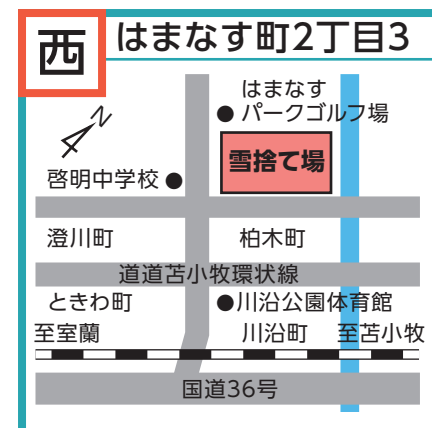 西
はまなす町2丁目3
はまなす
パークゴルフ場
N
雪捨て場
啓明中学校
澄川町
柏木町
道道苫小牧環状線
ときわ町
川沿公園体育館
至室蘭
川沿町
至苫小牧
国道36号